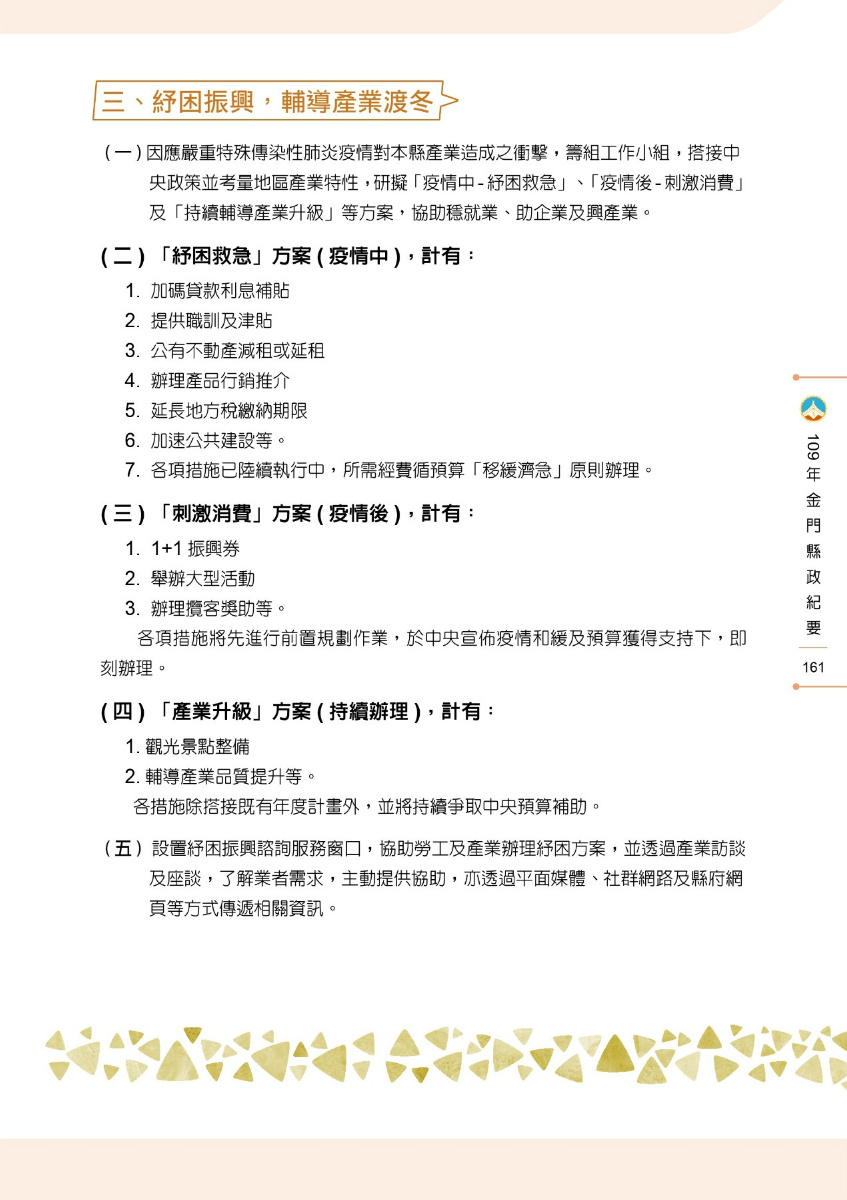 三、紓困振興，輔導產業渡冬
(一)因應嚴重特殊傳染性肺炎疫情對本縣產業造成之衝擊，籌組工作小組，搭接中
央政策並考量地區產業特性，研擬「疫情中-紓困救急」、「疫情後-刺激消費」
及「持續輔導產業升級」等方案，協助穩就業、助企業及興產業。
(二) 「紓困救急」方案(疫情中)，計有：
1. 加碼貸款利息補貼
2. 提供職訓及津貼
3. 公有不動產減租或延租
4. 辦理產品行銷推介
5. 延長地方稅繳納期限
6. 加速公共建設等。
7. 各項措施已陸續執行中，所需經費循預算「移緩濟急」原則辦理。
(三) 「刺激消費」方案(疫情後)，計有：
1. 1+1 振興券
2. 舉辦大型活動
3. 辦理攬客獎助等。
各項措施將先進行前置規劃作業，於中央宣佈疫情和緩及預算獲得支持下，即
刻辦理。
(四) 「產業升級」方案(持續辦理)，計有：
1. 觀光景點整備
2. 輔導產業品質提升等。
各措施除搭接既有年度計畫外，並將持續爭取中央預算補助。
(五) 設置紓困振興諮詢服務窗口，協助勞工及產業辦理紓困方案，並透過產業訪談
及座談，了解業者需求，主動提供協助，亦透過平面媒體、社群網路及縣府網
頁等方式傳遞相關資訊。
109年金門縣政紀要
161